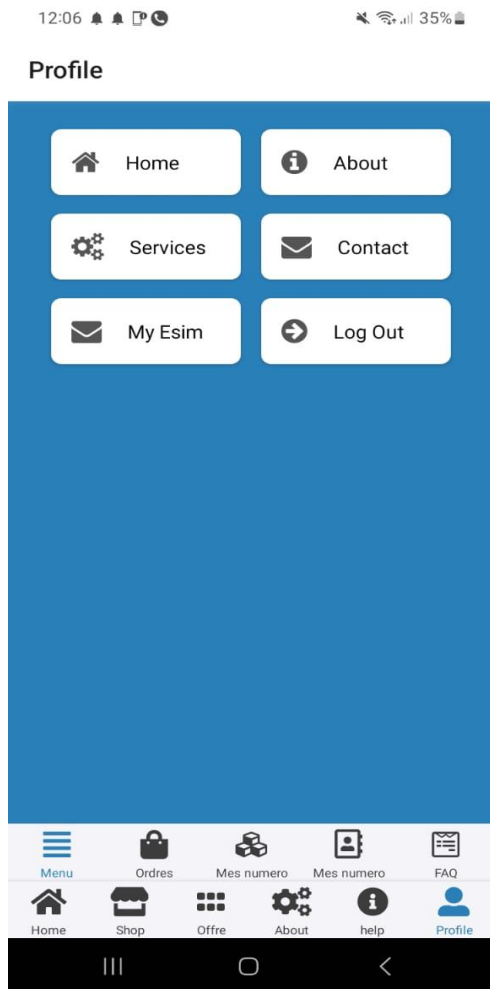 12:06 35%
Profile
Home About
Services Contact
My Esim Log Out
Menu Ordres Mes numero Mes numero FAQ
Home Shop Offre About help Profile